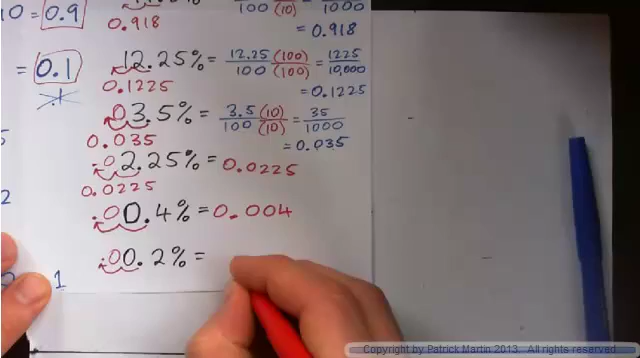 10 = 0.9
100 (10) 1000
0.918
= 0.918
= 0.1
.1
12.25% = 12.25/100 (100)/(100) = 1225/10,000
0.1225
= 0.1225
03.5% = 3.5/100 (10)/(10) = 35/1000
0.035
= 0.035
.02.25% = 0.0225
0.0225
.00.4% = 0.004
.00.2% =
1
Copyright by Patrick Martin 2013. All rights reserved.